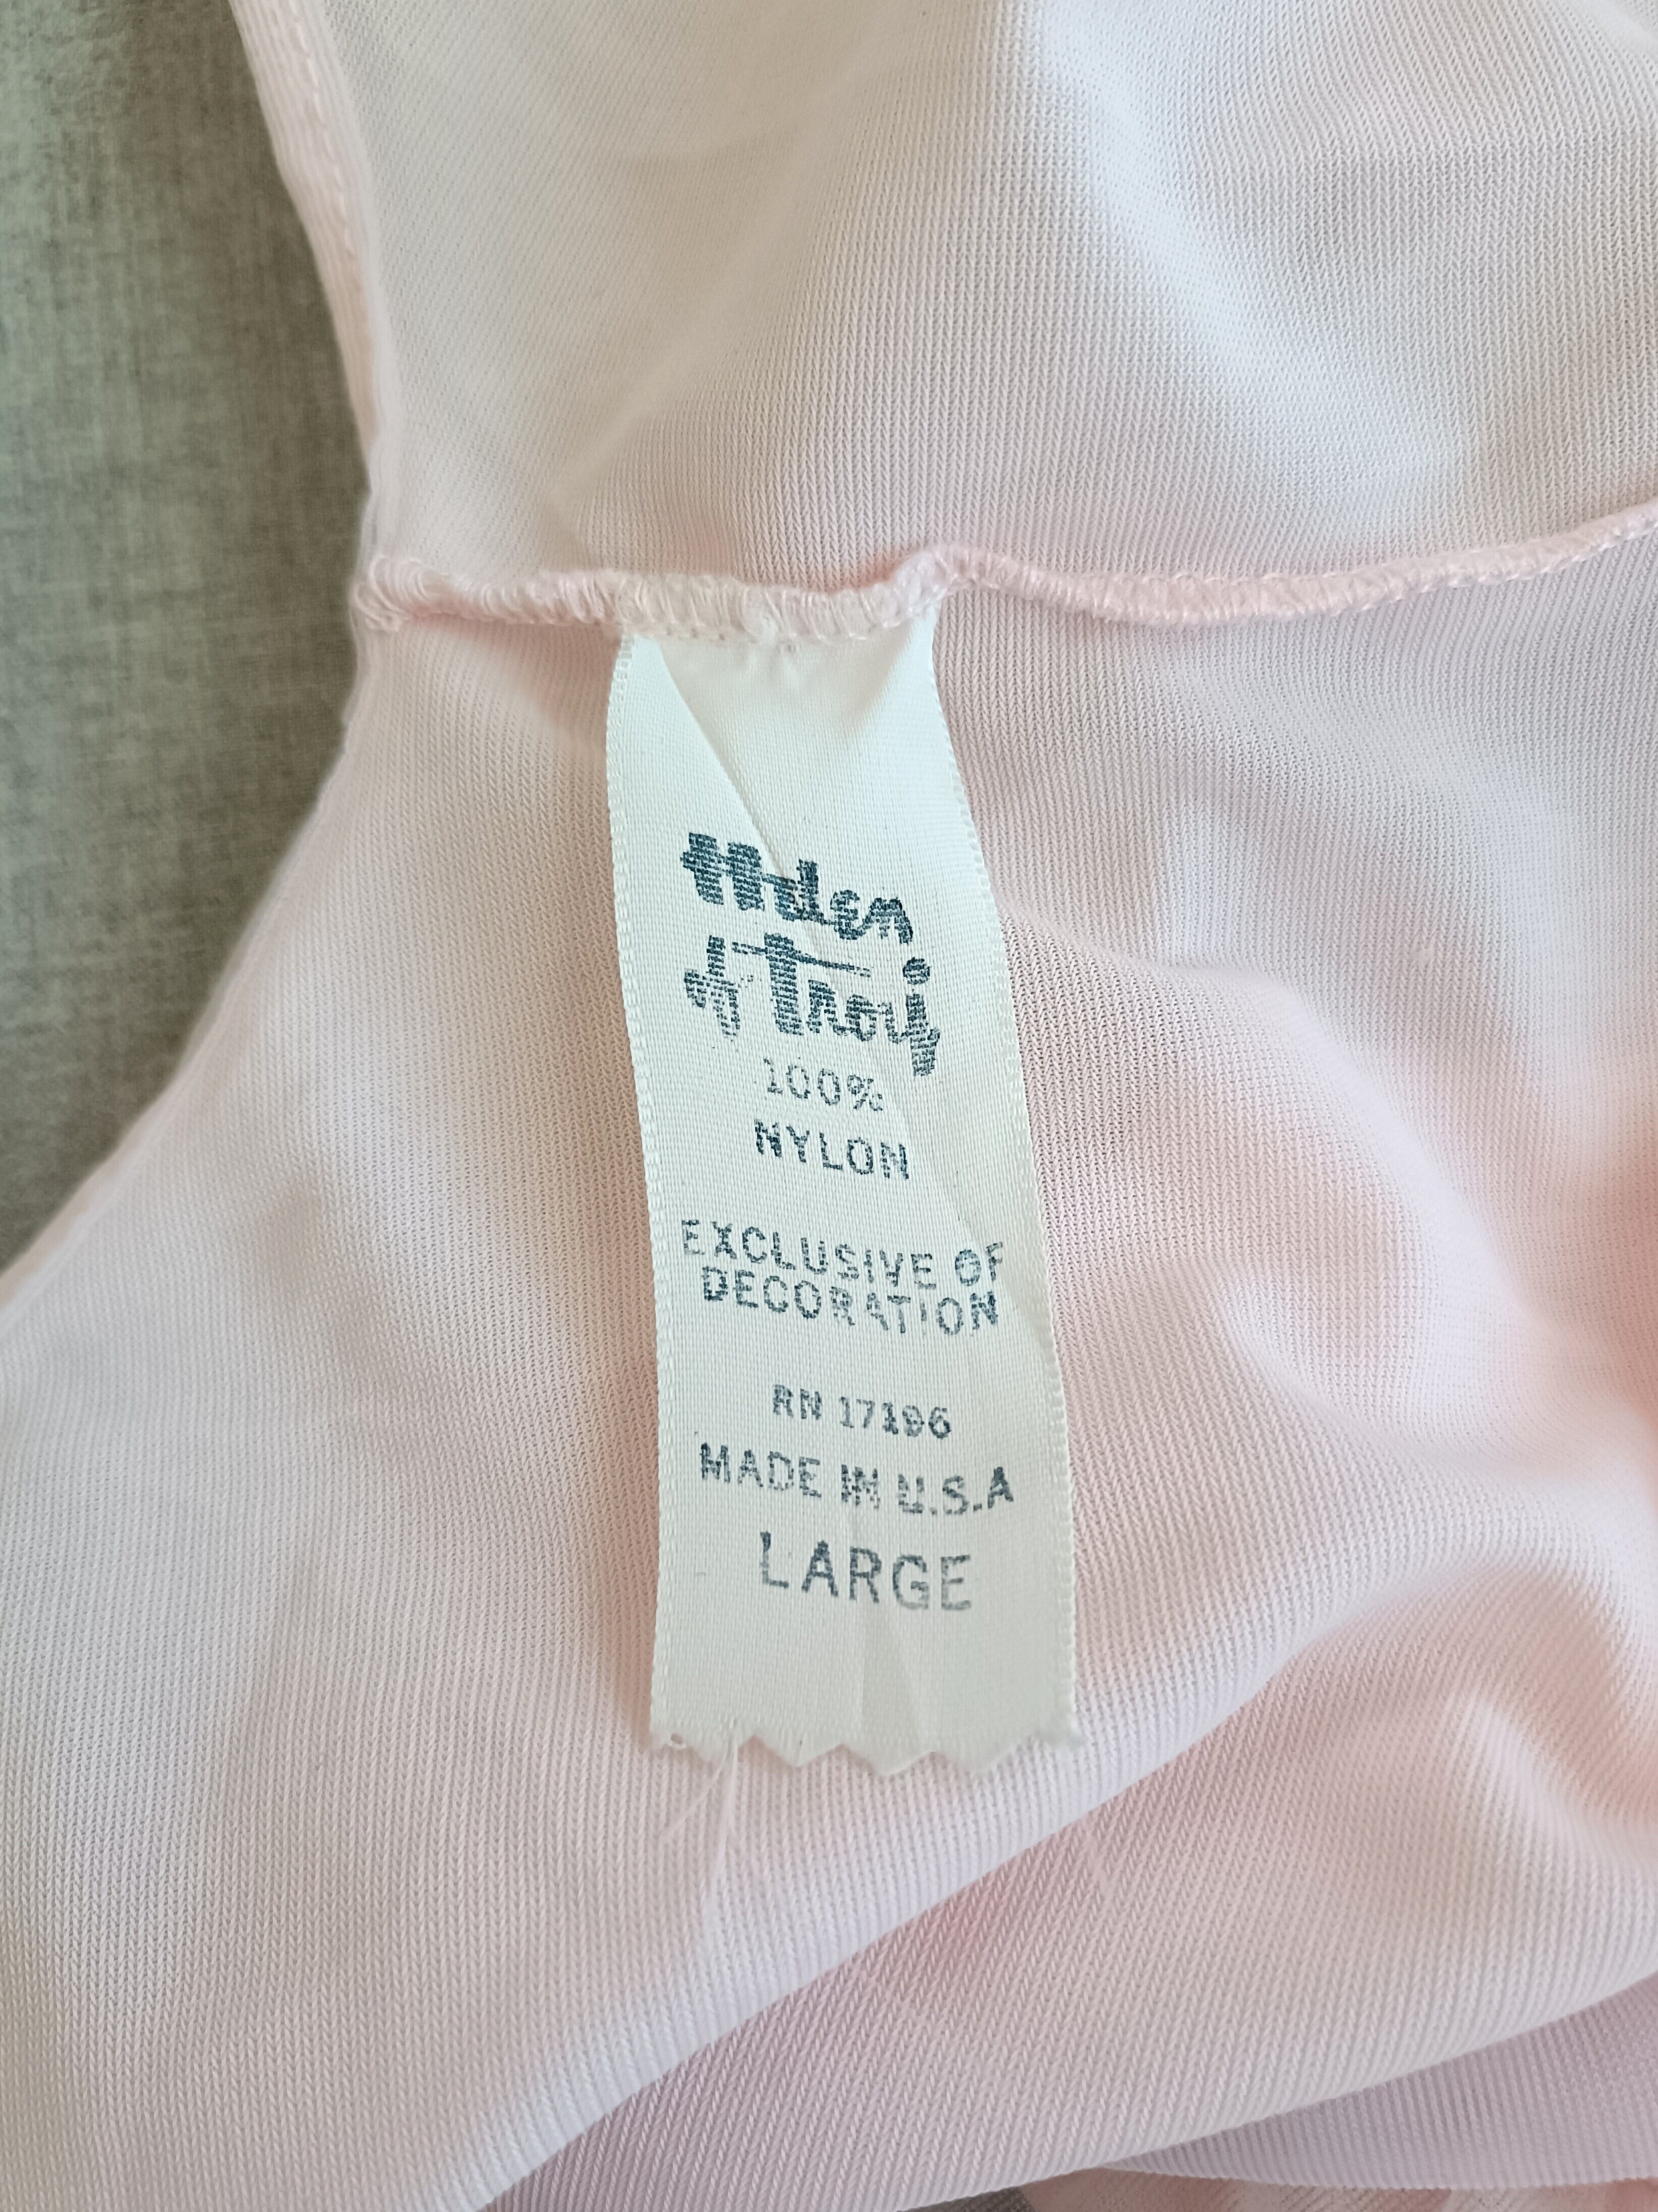 Helen
of Troy
100%
NYLON
EXCLUSIVE OF
DECORATION
RN 17196
MADE IN U.S.A
LARGE